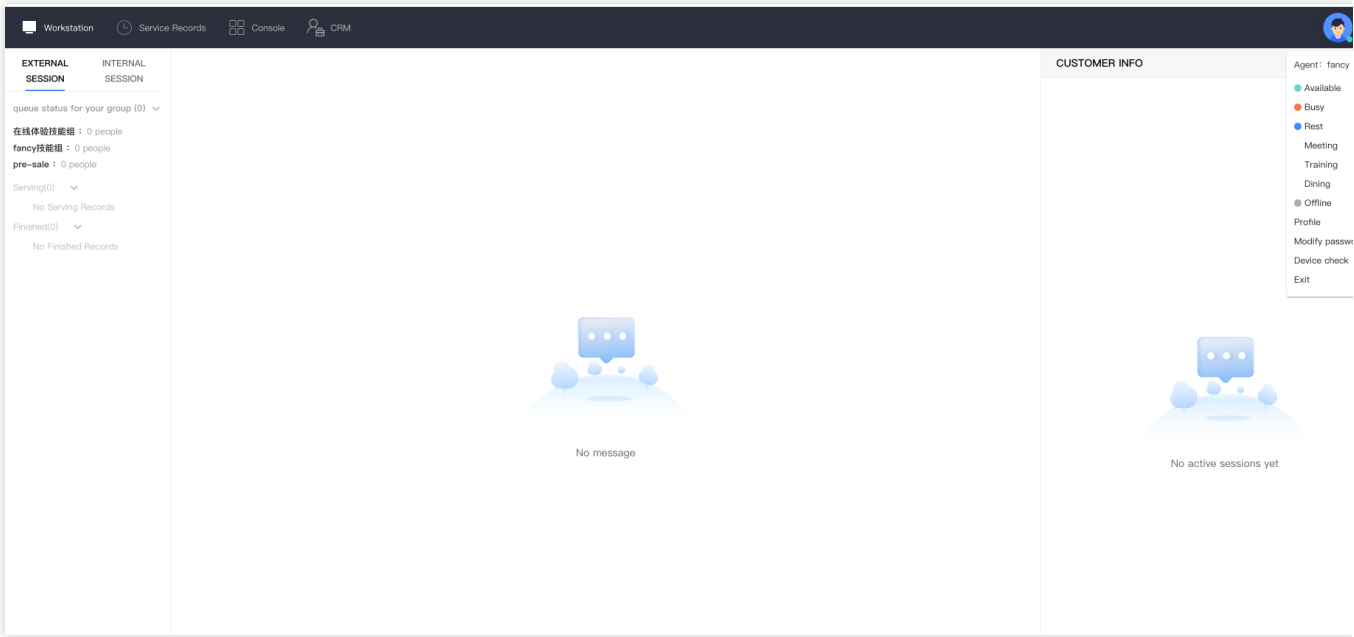 Workstation
Service Records
Console
CRM
EXTERNAL SESSION
INTERNAL SESSION
queue status for your group (0)
在线体验技能组： 0 people
fancy技能组： 0 people
pre-sale： 0 people
Serving(0)
No Serving Records
Finished(0)
No Finished Records
No message
CUSTOMER INFO
No active sessions yet
Agent： fancy
Available
Busy
Rest
Meeting
Training
Dining
Offline
Profile
Modify passwo
Device check
Exit